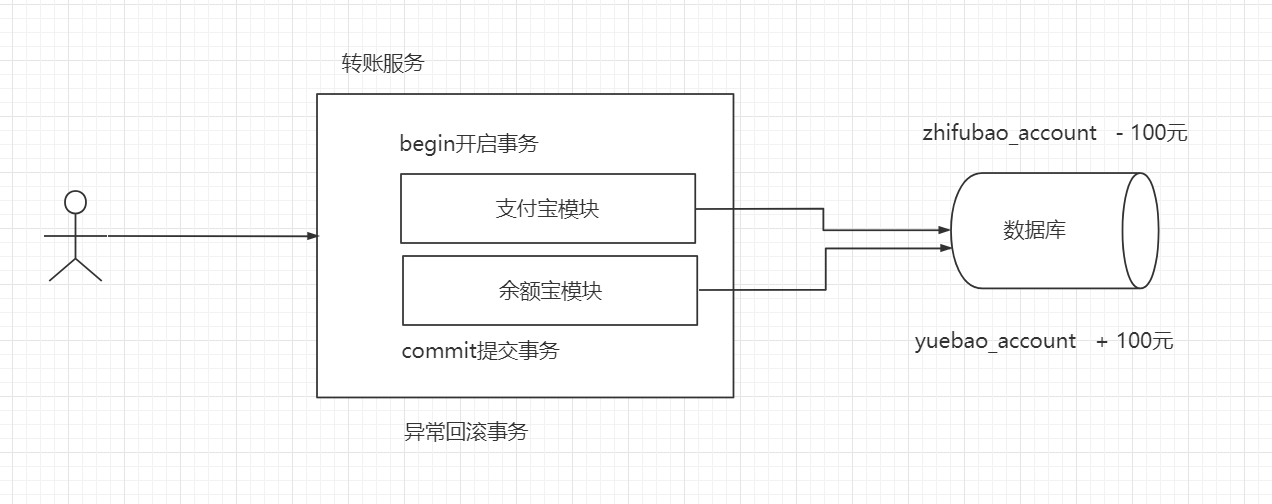 转账服务
begin开启事务
支付宝模块
余额宝模块
commit提交事务
异常回滚事务
zhifubao_account - 100元
数据库
yuebao_account + 100元